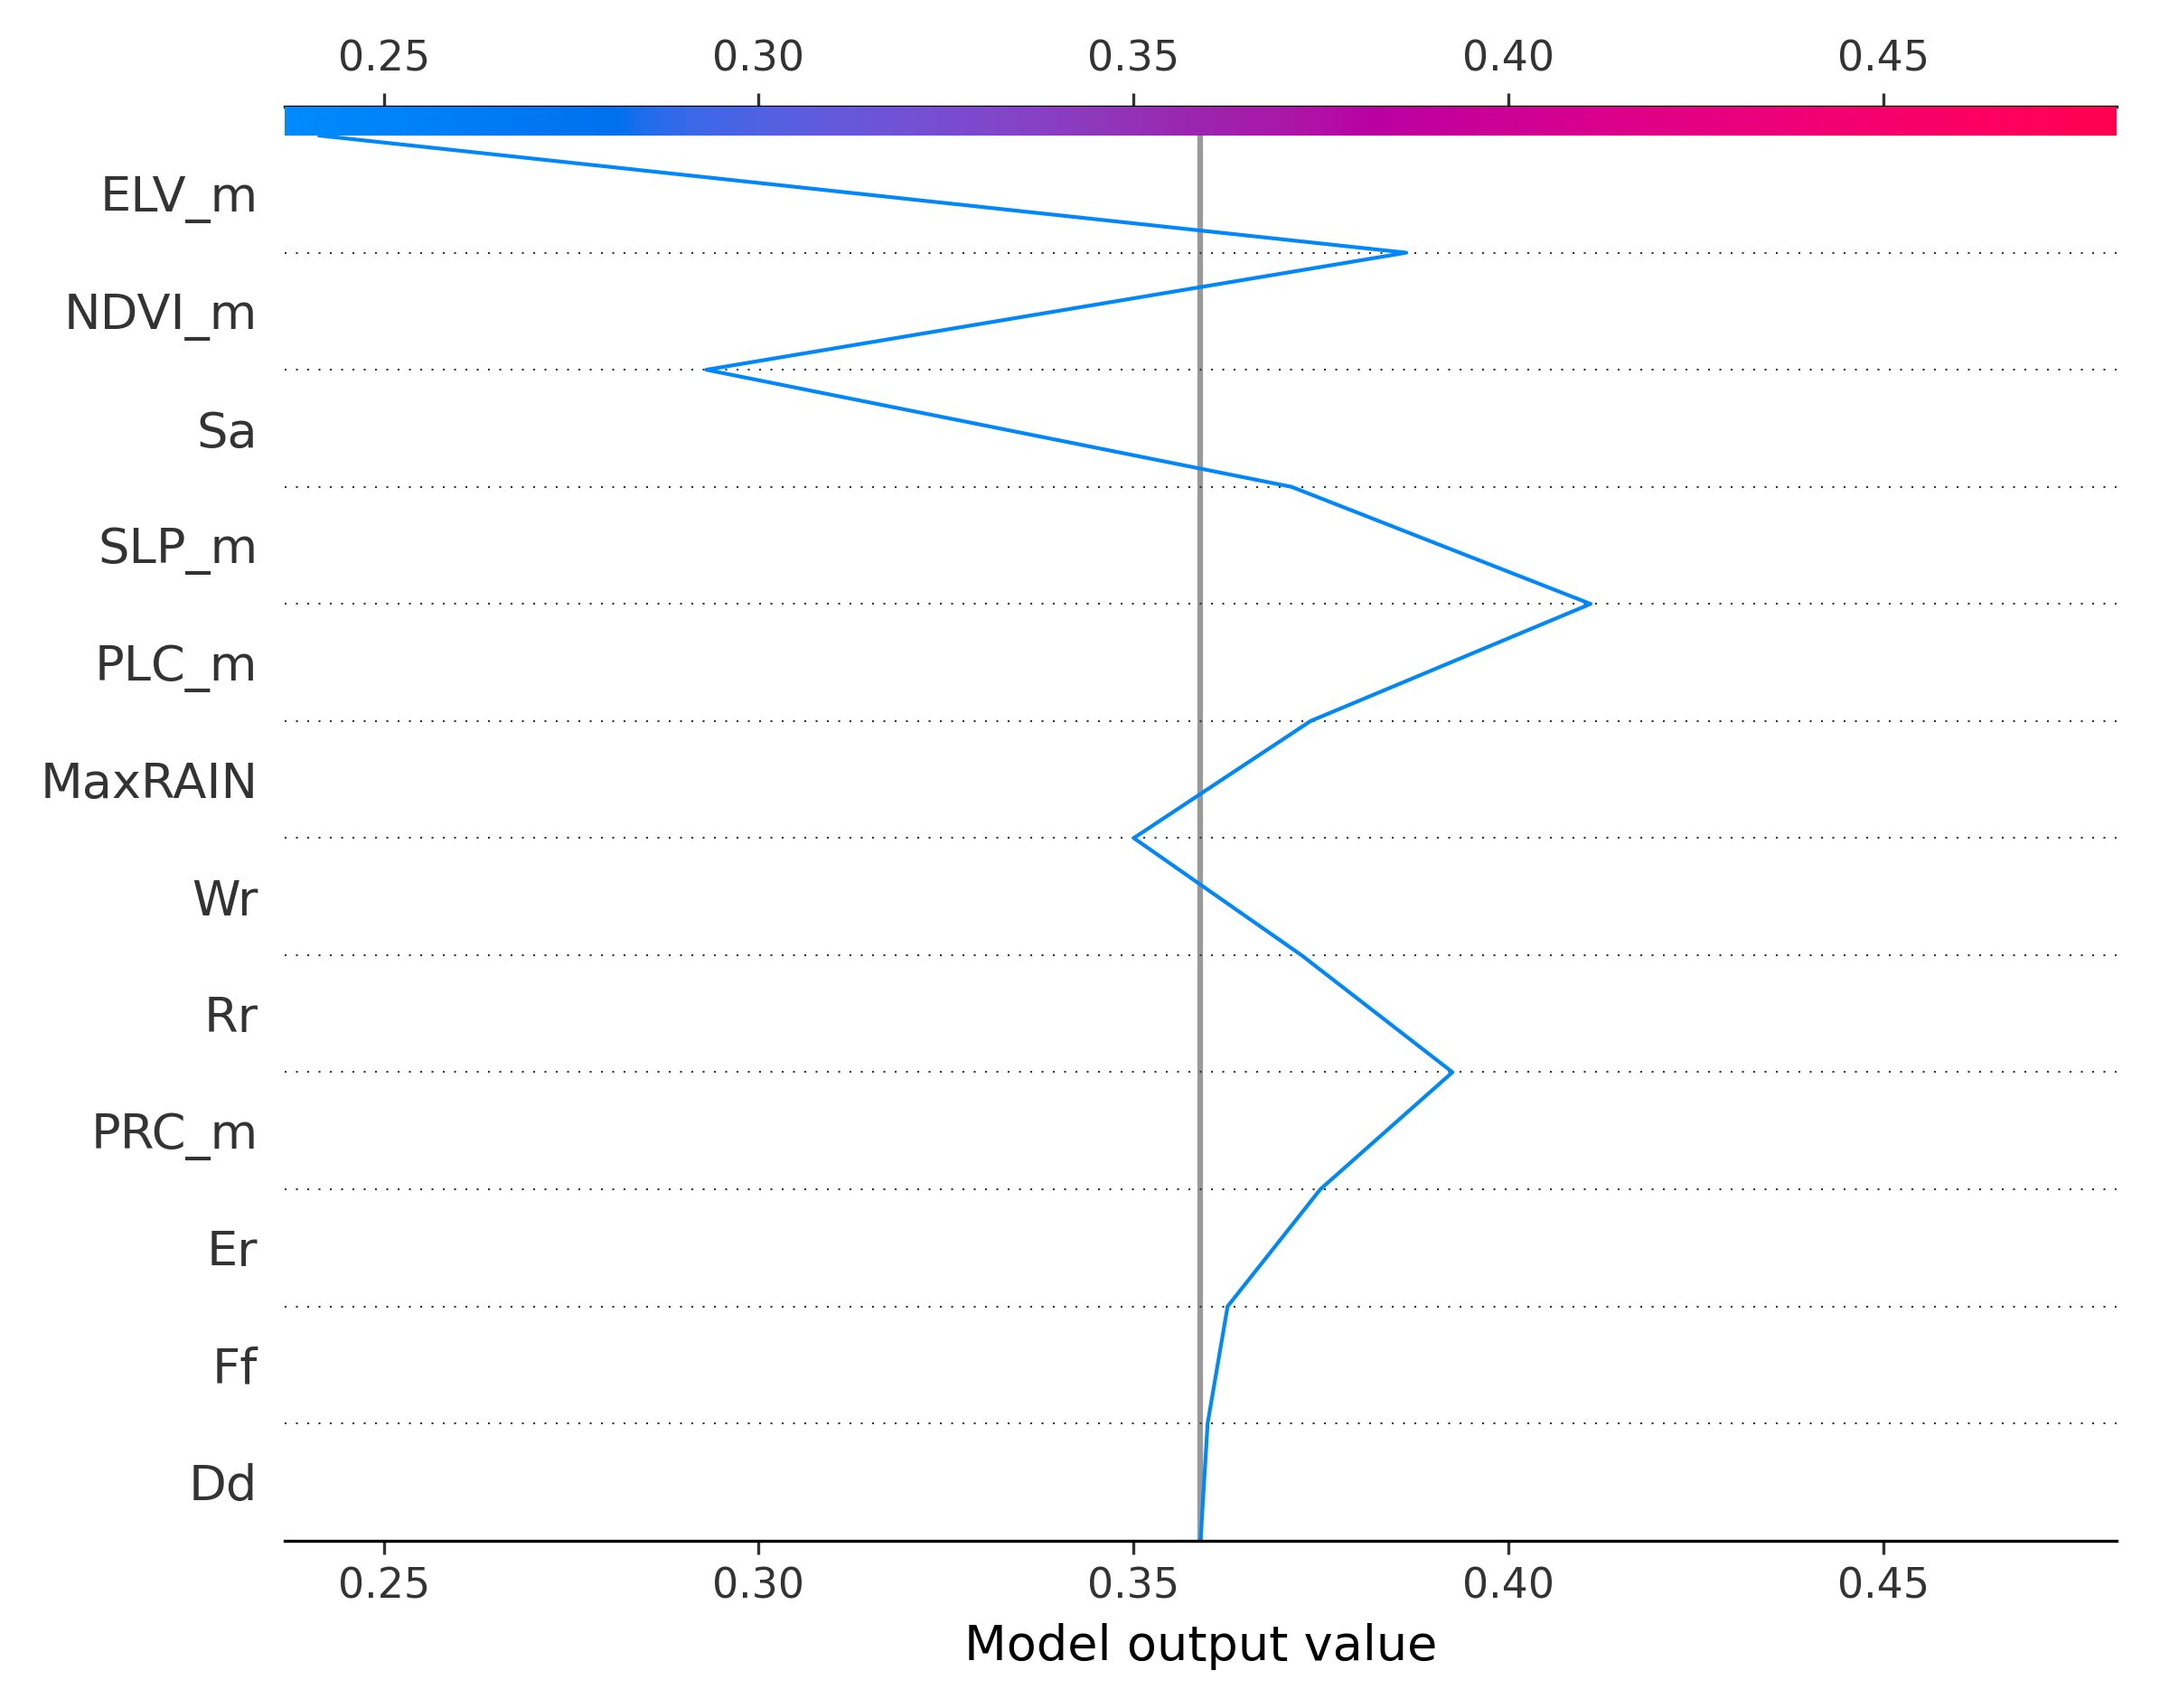 0.25 0.30 0.35 0.40 0.45
ELV_m
NDVI_m
Sa
SLP_m
PLC_m
MaxRAIN
Wr
Rr
PRC_m
Er
Ff
Dd
0.25 0.30 0.35 0.40 0.45
Model output value